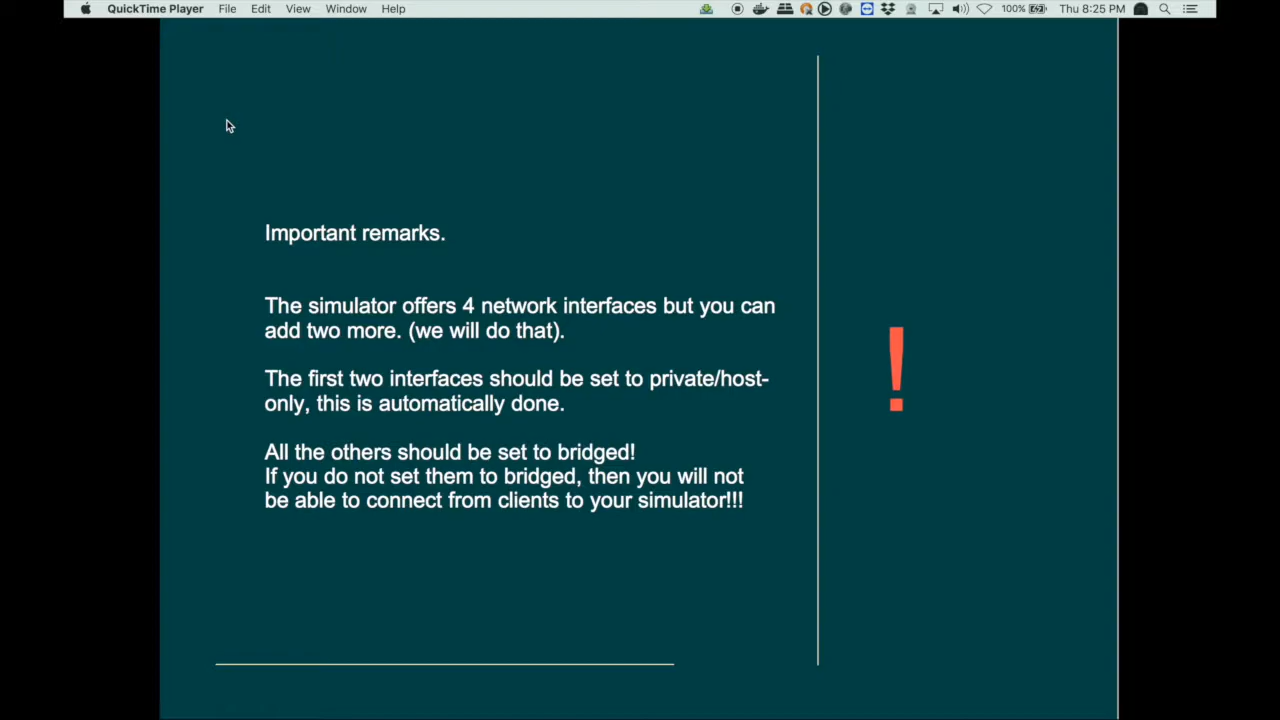 QuickTime Player File Edit View Window Help 100% Thu 8:25 PM
Important remarks.
The simulator offers 4 network interfaces but you can
add two more. (we will do that).
The first two interfaces should be set to private/host-
only, this is automatically done.
All the others should be set to bridged!
If you do not set them to bridged, then you will not
be able to connect from clients to your simulator!!!
!